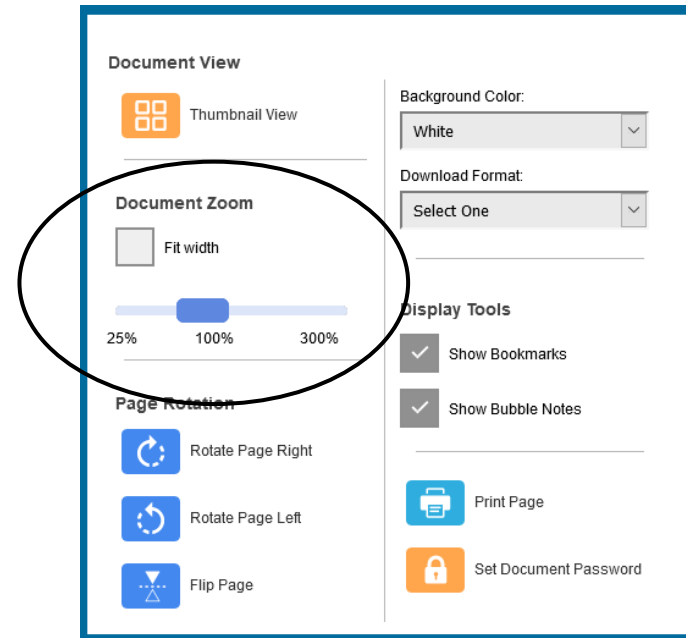 Document View
Thumbnail View
Document Zoom
Fit width
25% 100% 300%
Page Rotation
Rotate Page Right
Rotate Page Left
Flip Page
Background Color:
White
Download Format:
Select One
Display Tools
Show Bookmarks
Show Bubble Notes
Print Page
Set Document Password